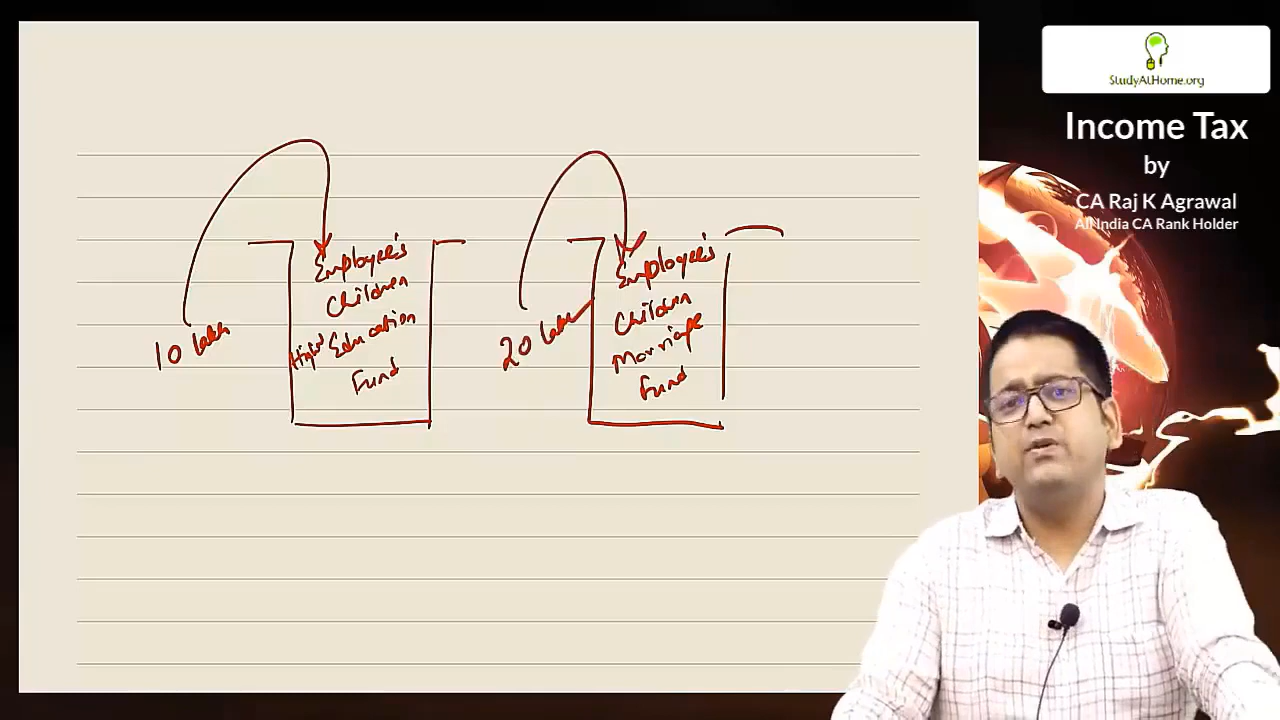 StudyAtHome.org
Income Tax
by
CA Raj K Agrawal
All India CA Rank Holder
10 lakh
Employee's
Children
Higher Education
Fund
20 lakh
Employee's
Children
Marriage
Fund